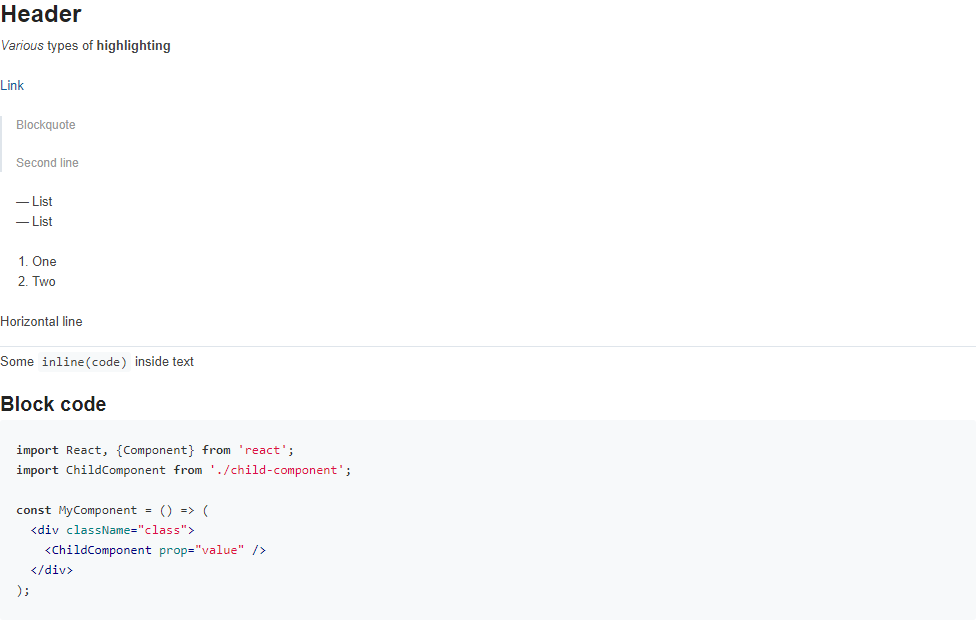 Header
Various types of highlighting
Link
Blockquote
Second line
— List
— List
1. One
2. Two
Horizontal line
Some inline(code) inside text
Block code
import React, {Component} from 'react';
import ChildComponent from './child-component';
const MyComponent = () => (
<div className="class">
<ChildComponent prop="value" />
</div>
);